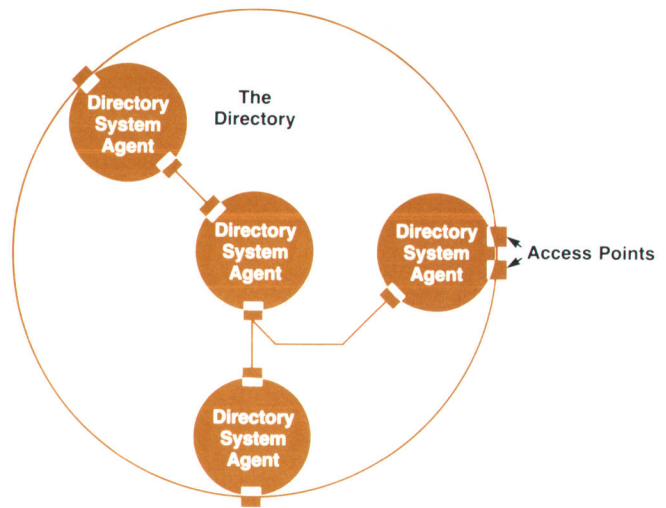 The
Directory
Directory
System
Agent
Directory
System
Agent
Directory
System
Agent
Access Points
Directory
System
Agent